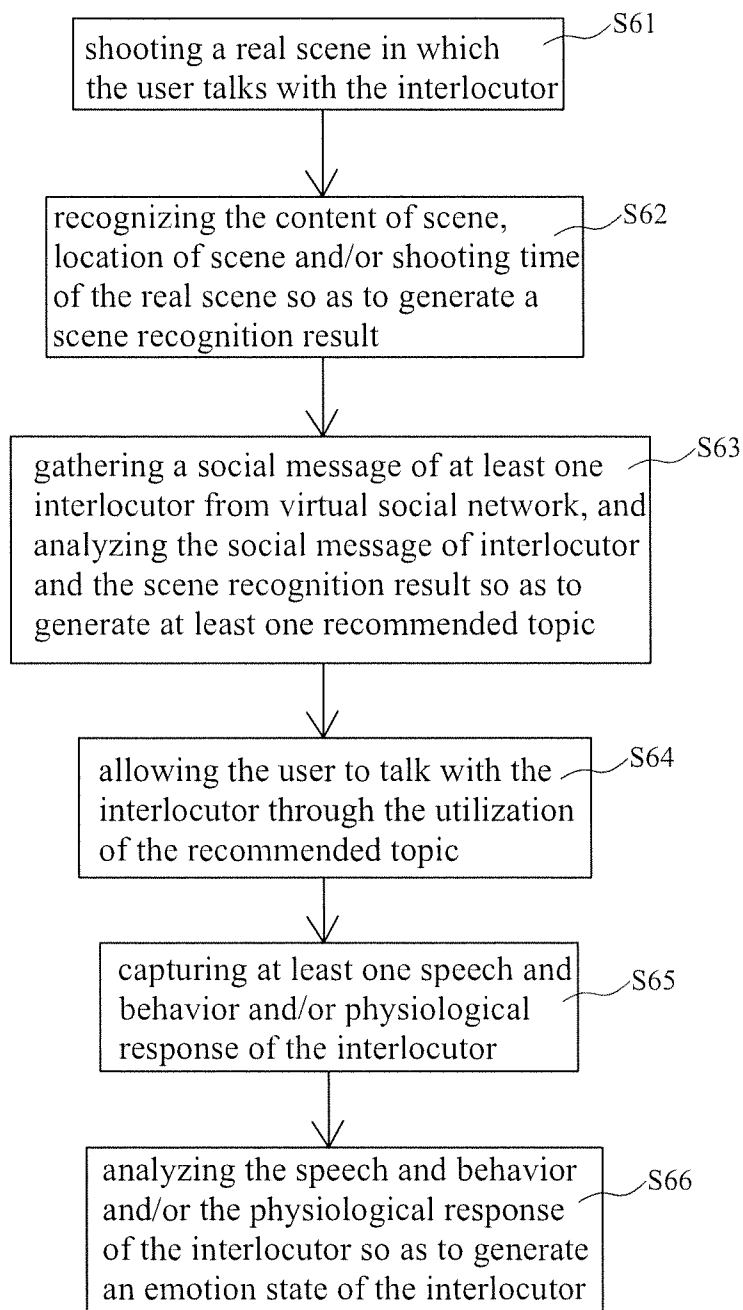 S61
shooting a real scene in which
the user talks with the interlocutor
S62
recognizing the content of scene,
location of scene and/or shooting time
of the real scene so as to generate a
scene recognition result
S63
gathering a social message of at least one
interlocutor from virtual social network, and
analyzing the social message of interlocutor
and the scene recognition result so as to
generate at least one recommended topic
S64
allowing the user to talk with the
interlocutor through the utilization
of the recommended topic
S65
capturing at least one speech and
behavior and/or physiological
response of the interlocutor
S66
analyzing the speech and behavior
and/or the physiological response
of the interlocutor so as to generate
an emotion state of the interlocutor